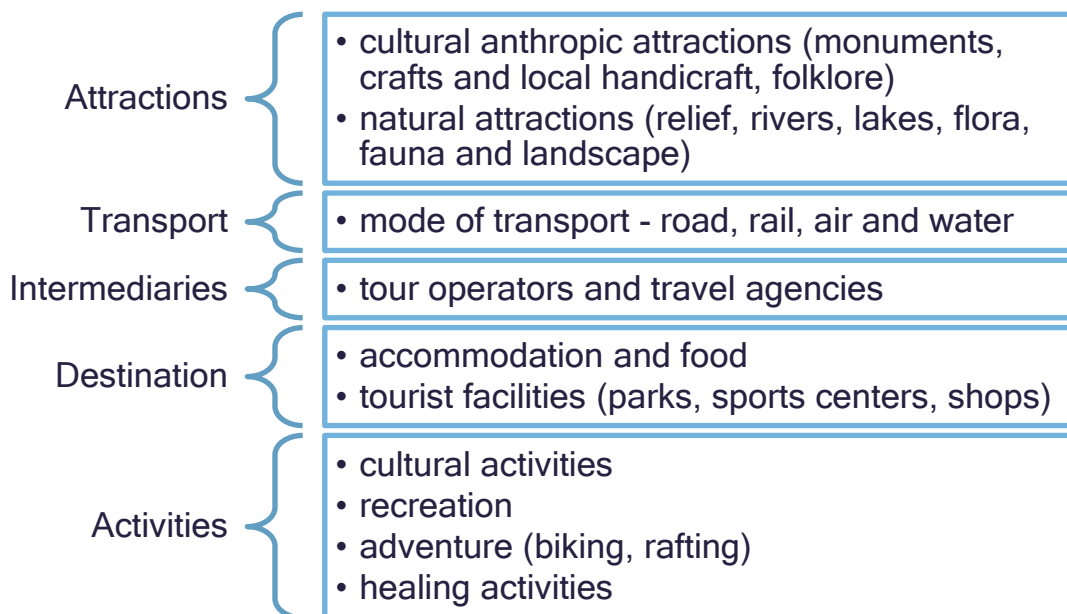 Attractions
• cultural anthropic attractions (monuments,
crafts and local handicraft, folklore)
• natural attractions (relief, rivers, lakes, flora,
fauna and landscape)
Transport
• mode of transport - road, rail, air and water
Intermediaries
• tour operators and travel agencies
Destination
• accommodation and food
• tourist facilities (parks, sports centers, shops)
Activities
• cultural activities
• recreation
• adventure (biking, rafting)
• healing activities